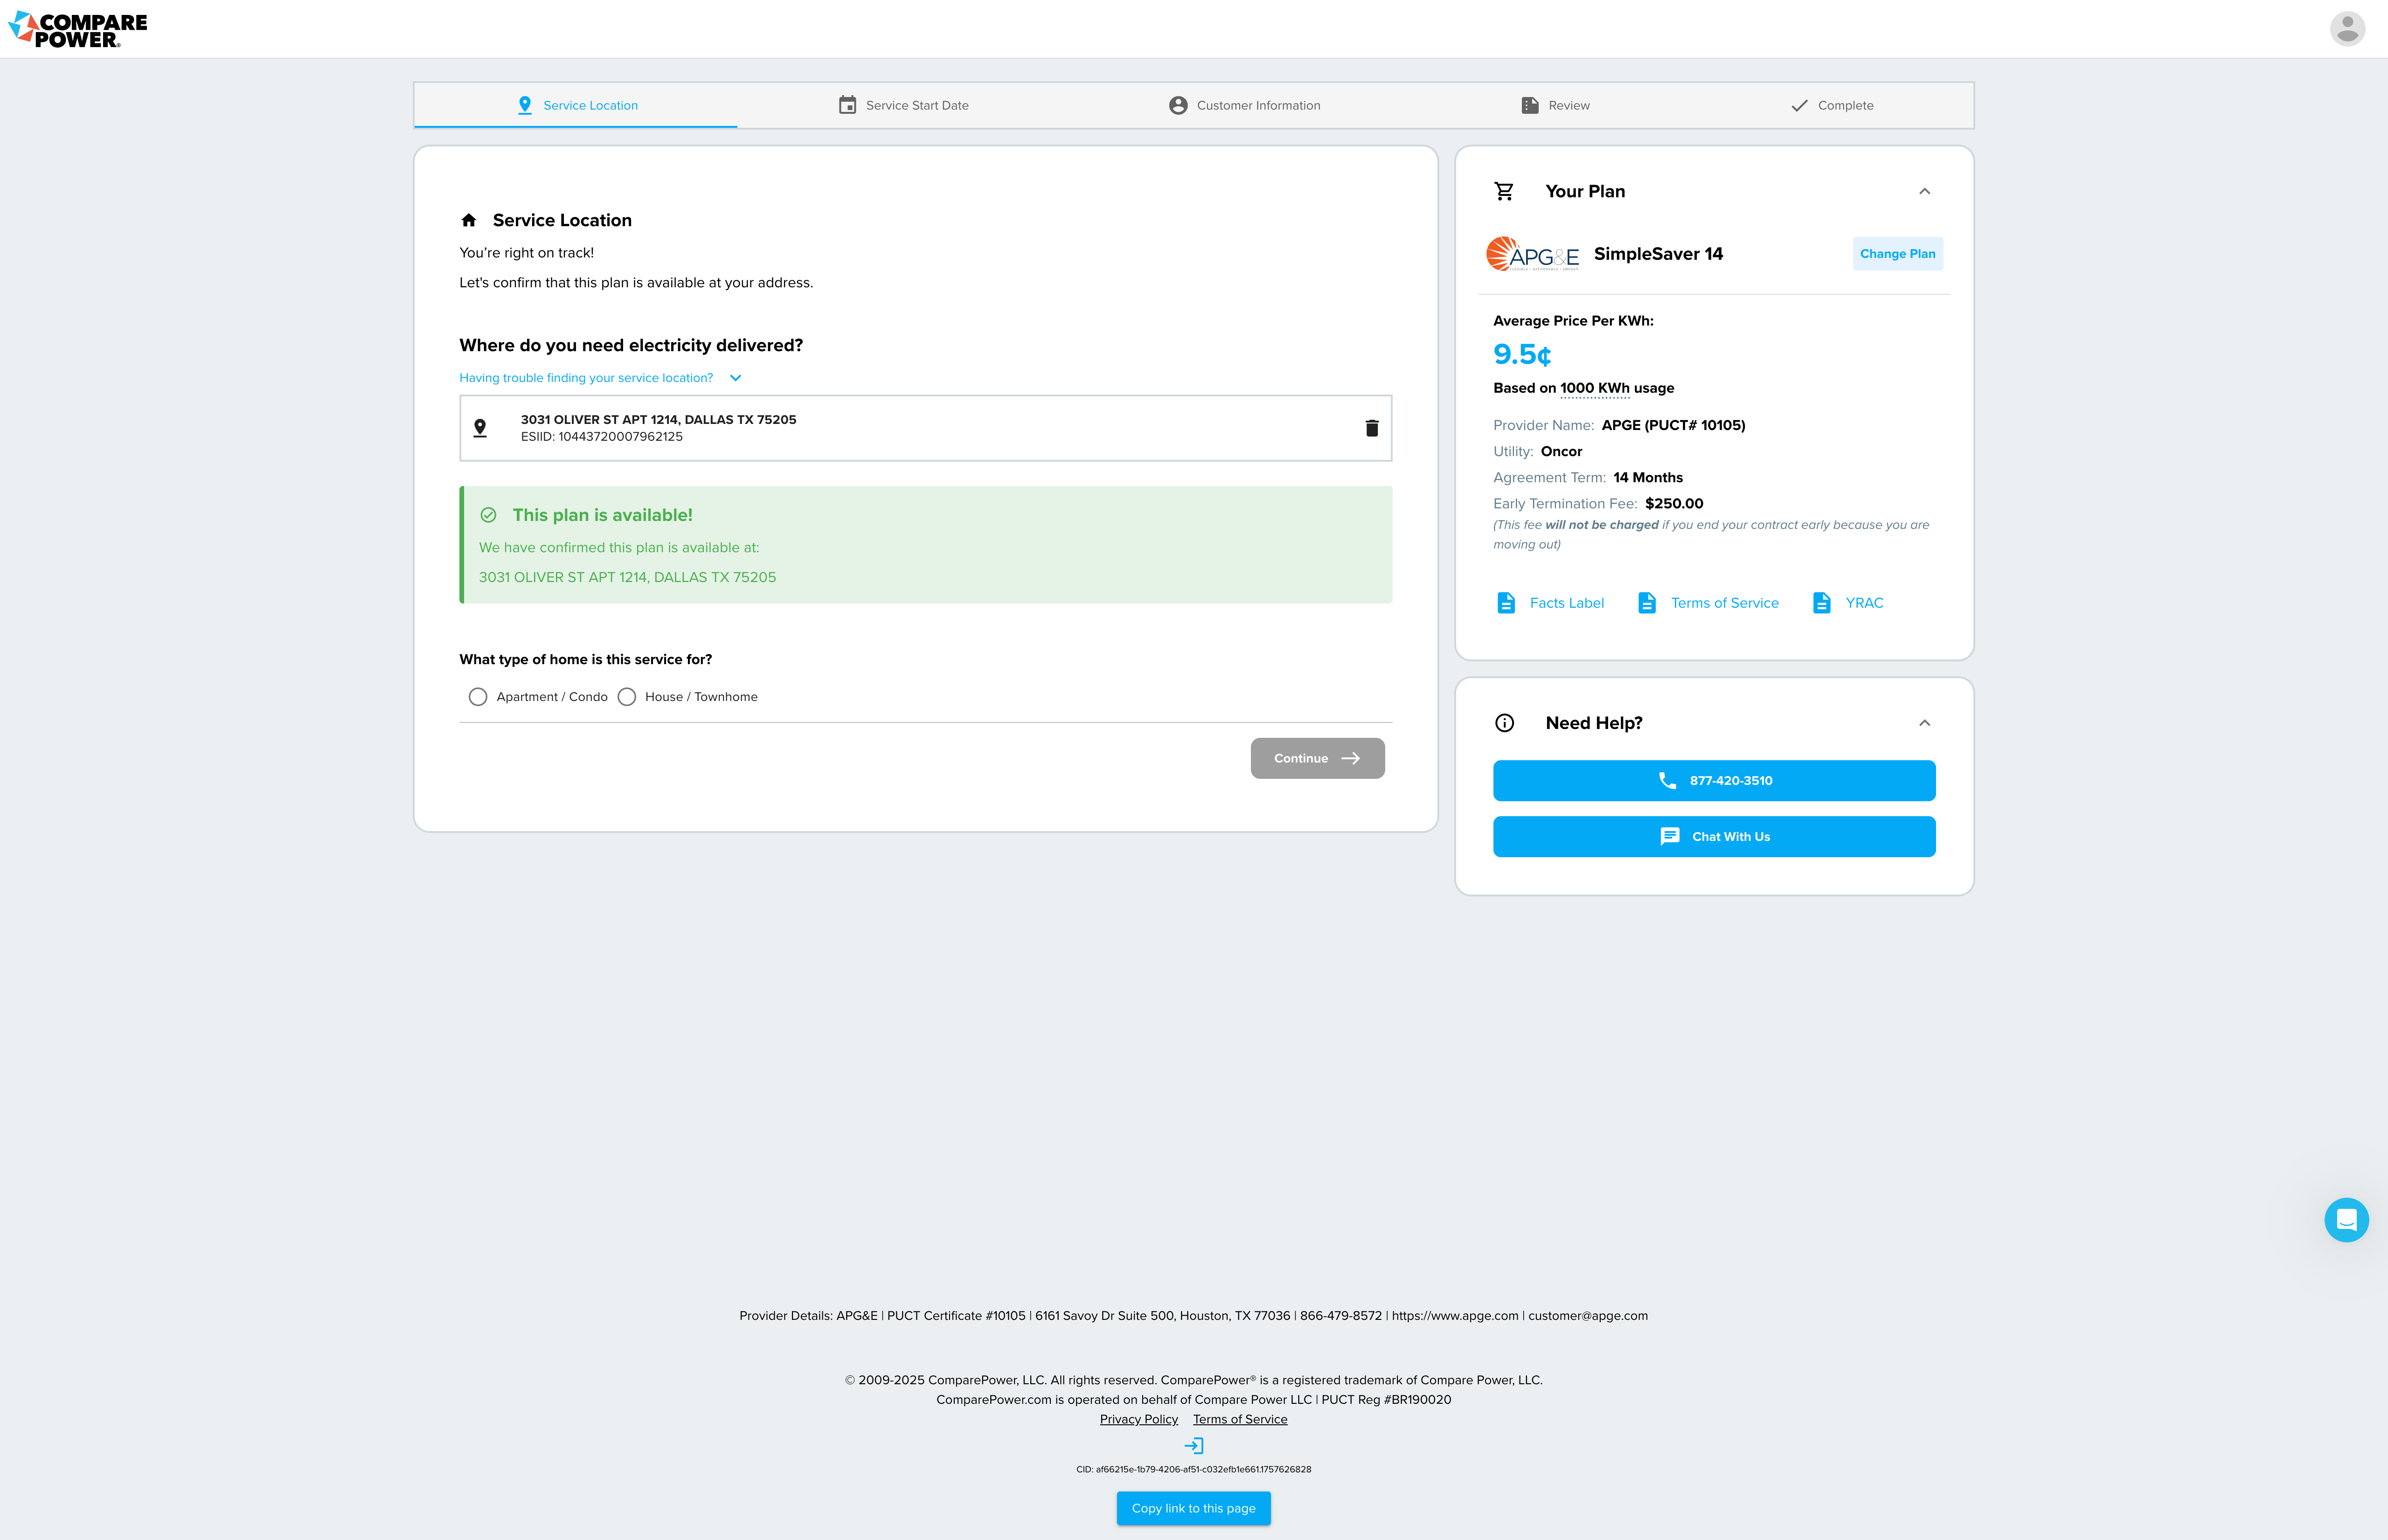 COMPARE
POWER®
Service Location
Service Start Date
Customer Information
Review
Complete
Service Location
You're right on track!
Let's confirm that this plan is available at your address.
Where do you need electricity delivered?
Having trouble finding your service location?
3031 OLIVER ST APT 1214, DALLAS TX 75205
ESIID: 10443720007962125
This plan is available!
We have confirmed this plan is available at:
3031 OLIVER ST APT 1214, DALLAS TX 75205
What type of home is this service for?
Apartment / Condo
House / Townhome
Continue
Your Plan
APG&E
SimpleSaver 14
Change Plan
Average Price Per KWh:
9.5¢
Based on 1000 KWh usage
Provider Name: APGE (PUCT# 10105)
Utility: Oncor
Agreement Term: 14 Months
Early Termination Fee: $250.00
(This fee will not be charged if you end your contract early because you are
moving out)
Facts Label
Terms of Service
YRAC
Need Help?
877-420-3510
Chat With Us
Provider Details: APG&E | PUCT Certificate #10105 | 6161 Savoy Dr Suite 500, Houston, TX 77036 | 866-479-8572 | https://www.apge.com | customer@apge.com
© 2009-2025 ComparePower, LLC. All rights reserved. ComparePower® is a registered trademark of Compare Power, LLC.
ComparePower.com is operated on behalf of Compare Power LLC | PUCT Reg #BR190020
Privacy Policy Terms of Service
CID: af66215e-1b79-4206-af51-c032efb1e661.1757626828
Copy link to this page